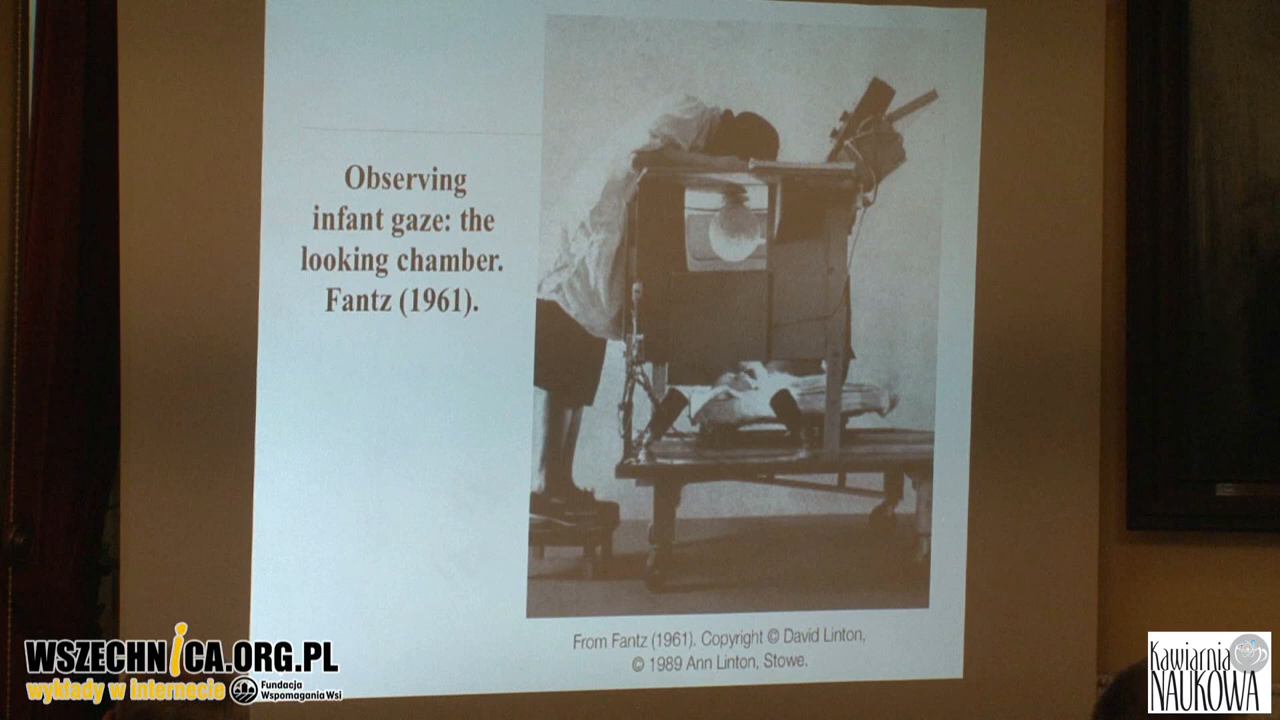 Observing
infant gaze: the
looking chamber.
Fantz (1961).
From Fantz (1961). Copyright © David Linton,
© 1989 Ann Linton, Stowe.
WSZECHNiCA.ORG.PL
wykłady w internecie
Fundacja
Wspomagania Wsi
Kawiarnia
NAUKOWA